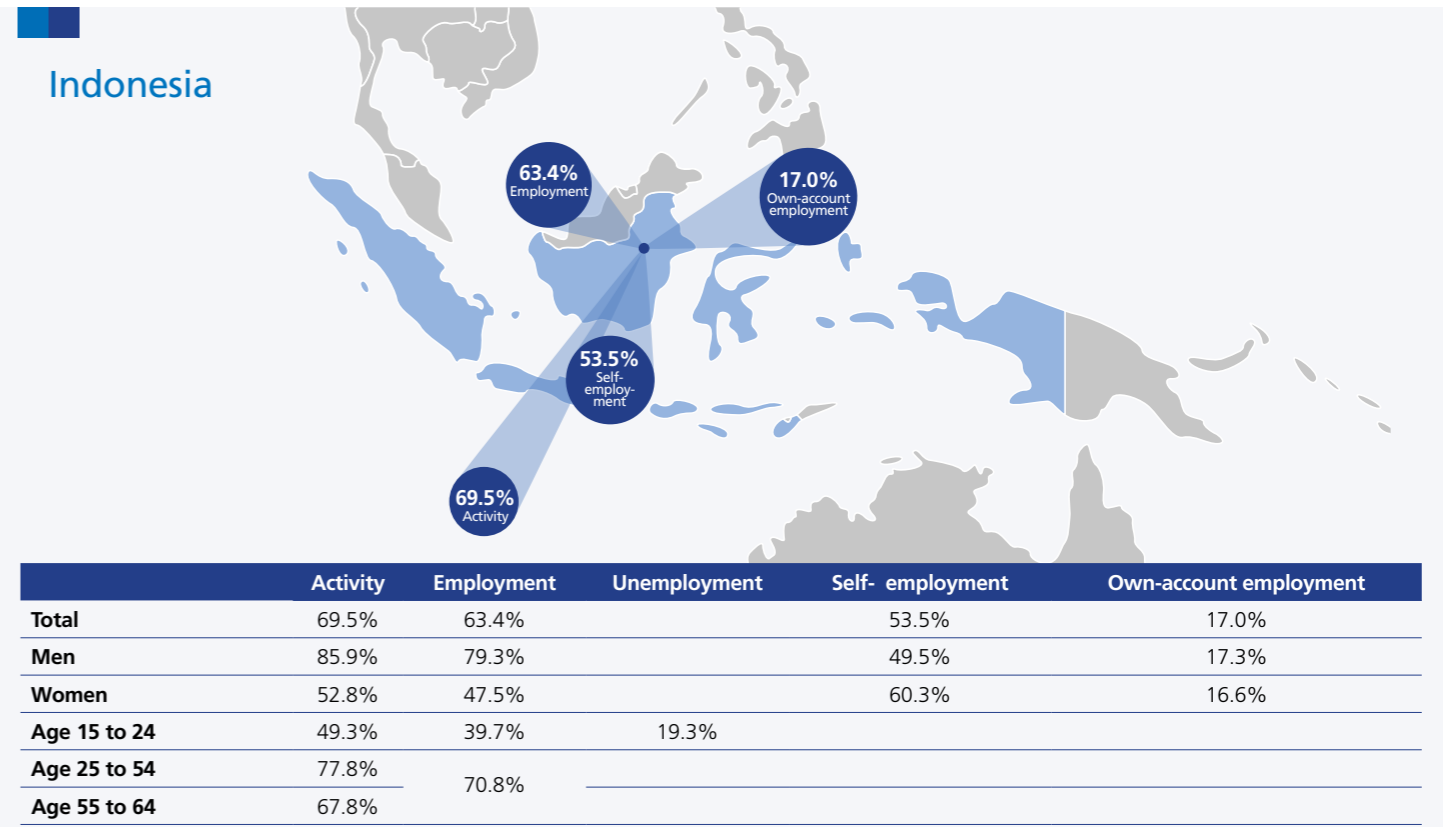 Indonesia
63.4%
Employment
17.0%
Own-account
employment
53.5%
Self-
employ-
ment
69.5%
Activity
Activity Employment Unemployment Self- employment Own-account employment
Total 69.5% 63.4% 53.5% 17.0%
Men 85.9% 79.3% 49.5% 17.3%
Women 52.8% 47.5% 60.3% 16.6%
Age 15 to 24 49.3% 39.7% 19.3%
Age 25 to 54 77.8%
70.8%
Age 55 to 64 67.8%